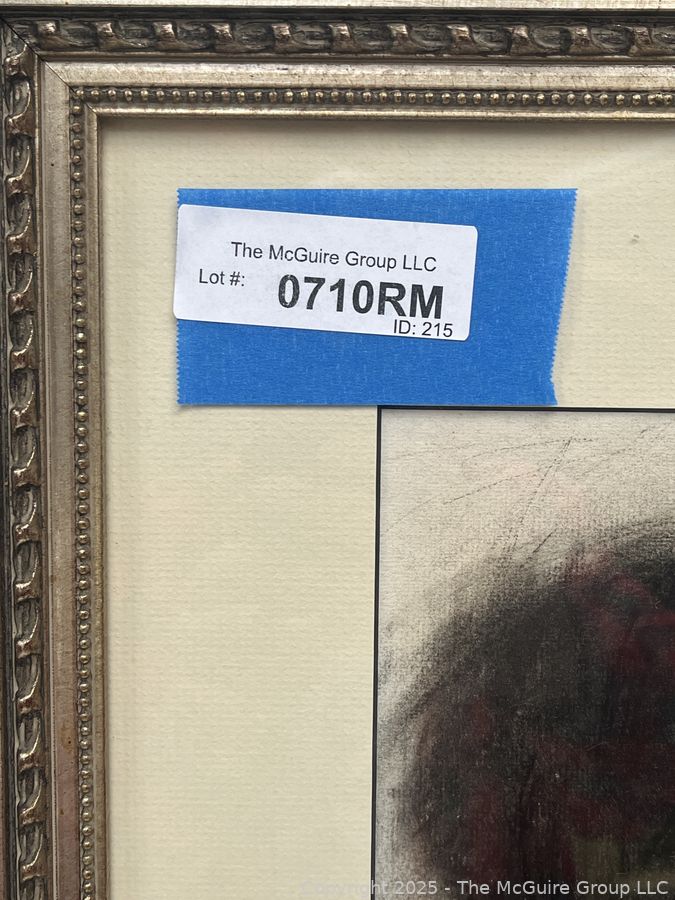 The McGuire Group LLC
Lot #: 0710RM
ID: 215
Copyright 2025 - The McGuire Group LLC